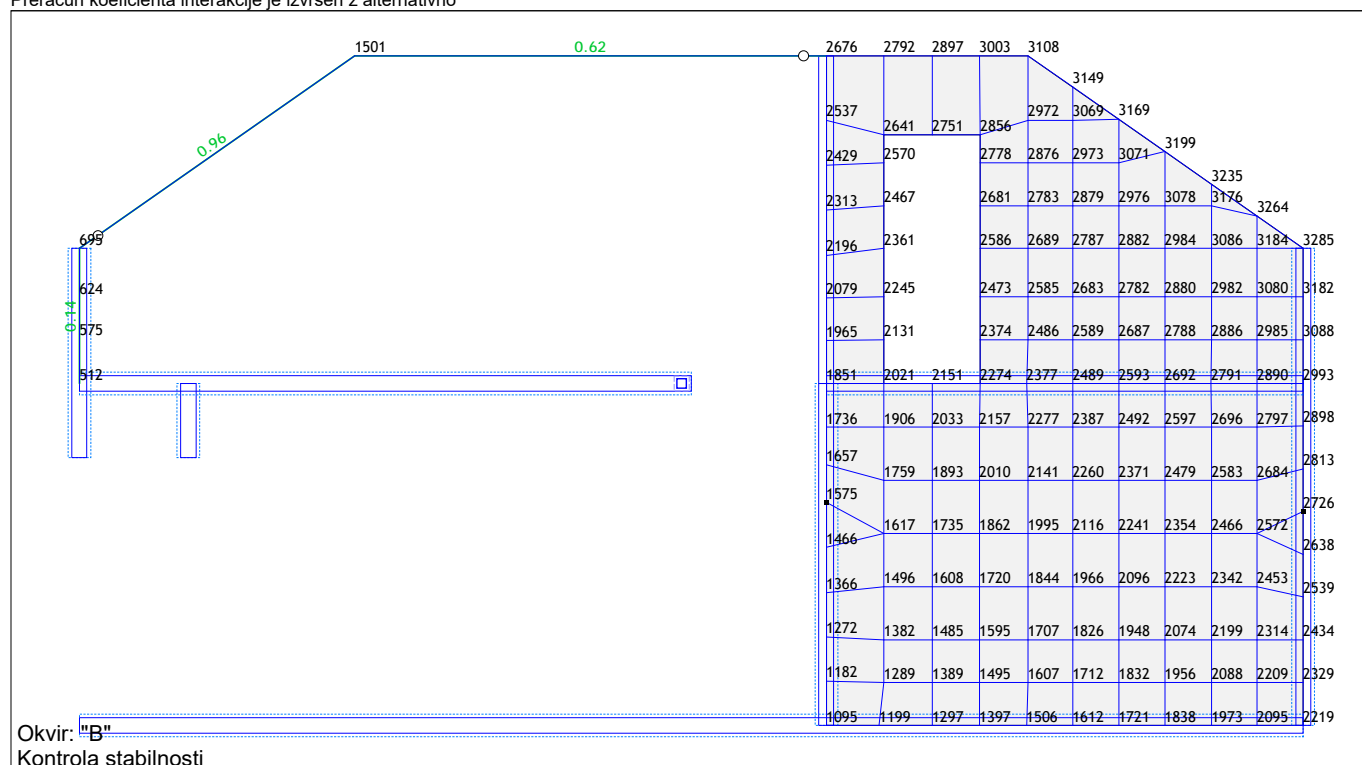 Preračun koeficienta interakcije je izvršen z alternativno
1501 0.62 2676 2792 2897 3003 3108
3149
2537 2972 3069 3169
2641 2751 2856
0.96 2429 2570 2778 2876 2973 3071 3199
3235
2313 2467 2681 2783 2879 2976 3078 3176
3264
695 2196 2361 2586 2689 2787 2882 2984 3086 3184 3285
624 2079 2245 2473 2585 2683 2782 2880 2982 3080 3182
0.14
575 1965 2131 2374 2486 2589 2687 2788 2886 2985 3088
512 1851 2021 2151 2274 2377 2489 2593 2692 2791 2890 2993
1736 1906 2033 2157 2277 2387 2492 2597 2696 2797 2898
1657 2813
1759 1893 2010 2141 2260 2371 2479 2583 2684
1575 2726
1617 1735 1862 1995 2116 2241 2354 2466 2572
1466 2638
1366 1496 1608 1720 1844 1966 2096 2223 2342 2453 2539
1272 1382 1485 1595 1707 1826 1948 2074 2199 2314 2434
1182 1289 1389 1495 1607 1712 1832 1956 2088 2209 2329
1095 1199 1297 1397 1506 1612 1721 1838 1973 2095 2219
Okvir: "B"
Kontrola stabilnosti